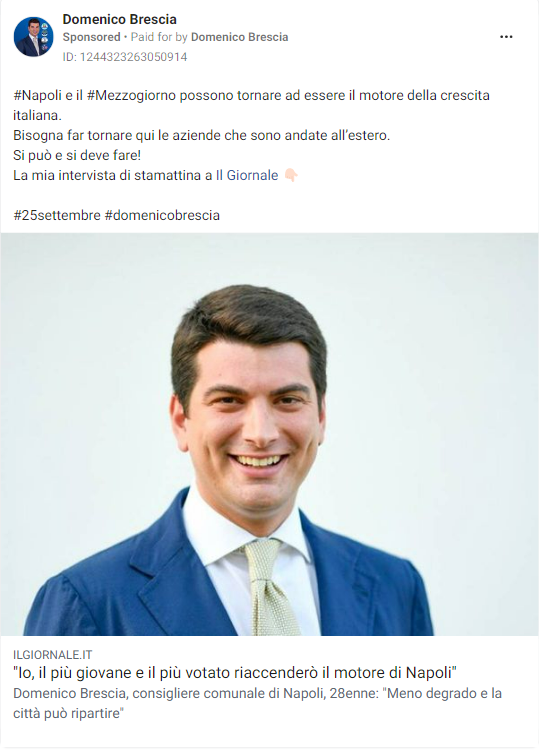 Domenico Brescia
Sponsored • Paid for by Domenico Brescia
ID: 1244323263050914
#Napoli e il #Mezzogiorno possono tornare ad essere il motore della crescita
italiana.
Bisogna far tornare qui le aziende che sono andate all'estero.
Si può e si deve fare!
La mia intervista di stamattina a Il Giornale 👇🏻
#25settembre #domenicobrescia
ILGIORNALE.IT
"Io, il più giovane e il più votato riaccenderò il motore di Napoli"
Domenico Brescia, consigliere comunale di Napoli, 28enne: "Meno degrado e la
città può ripartire"